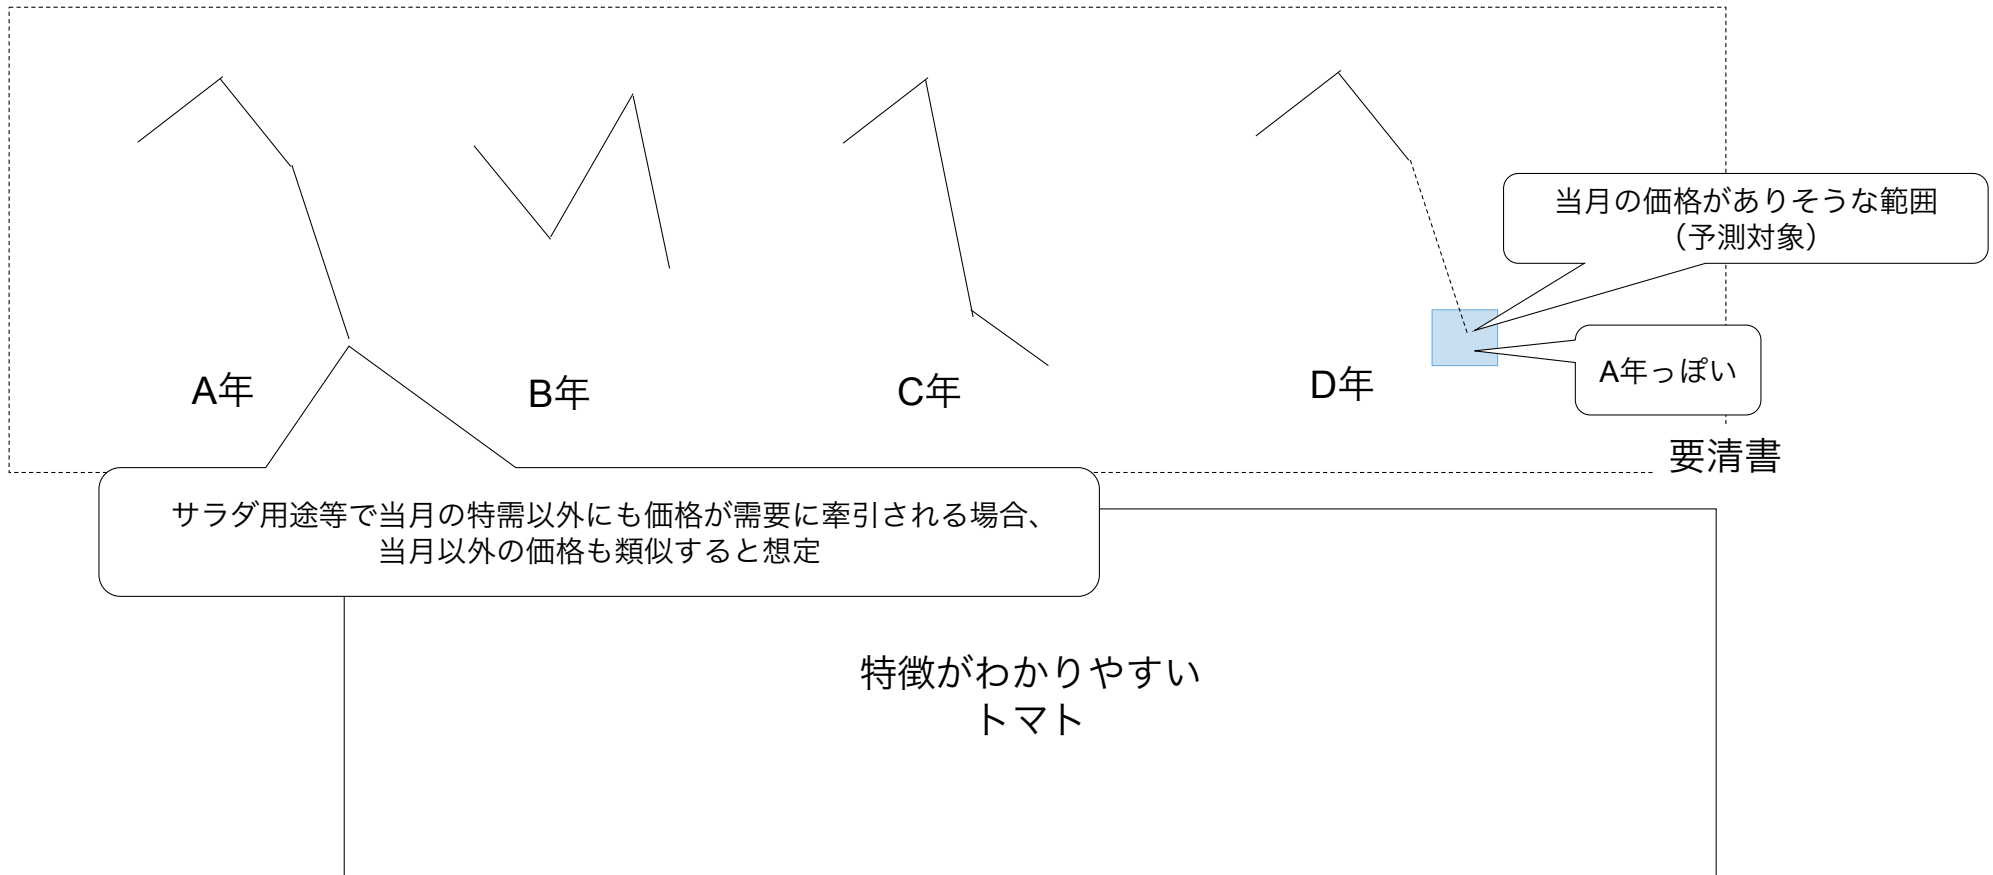 当月の価格がありそうな範囲
（予測対象）
A年っぽい
A年
B年
C年
D年
要清書
サラダ用途等で当月の特需以外にも価格が需要に牽引される場合、
当月以外の価格も類似すると想定
特徴がわかりやすい
トマト